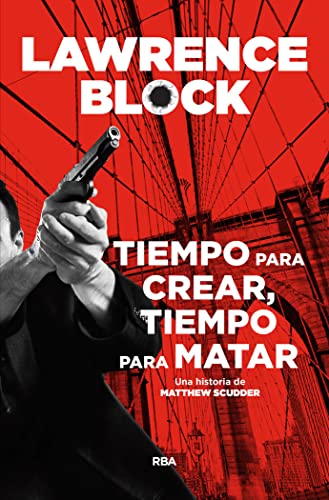 LAWRENCE
BLOCK
TIEMPO PARA
CREAR,
TIEMPO
PARA MATAR
Una historia de
MATTHEW SCUDDER
RBA